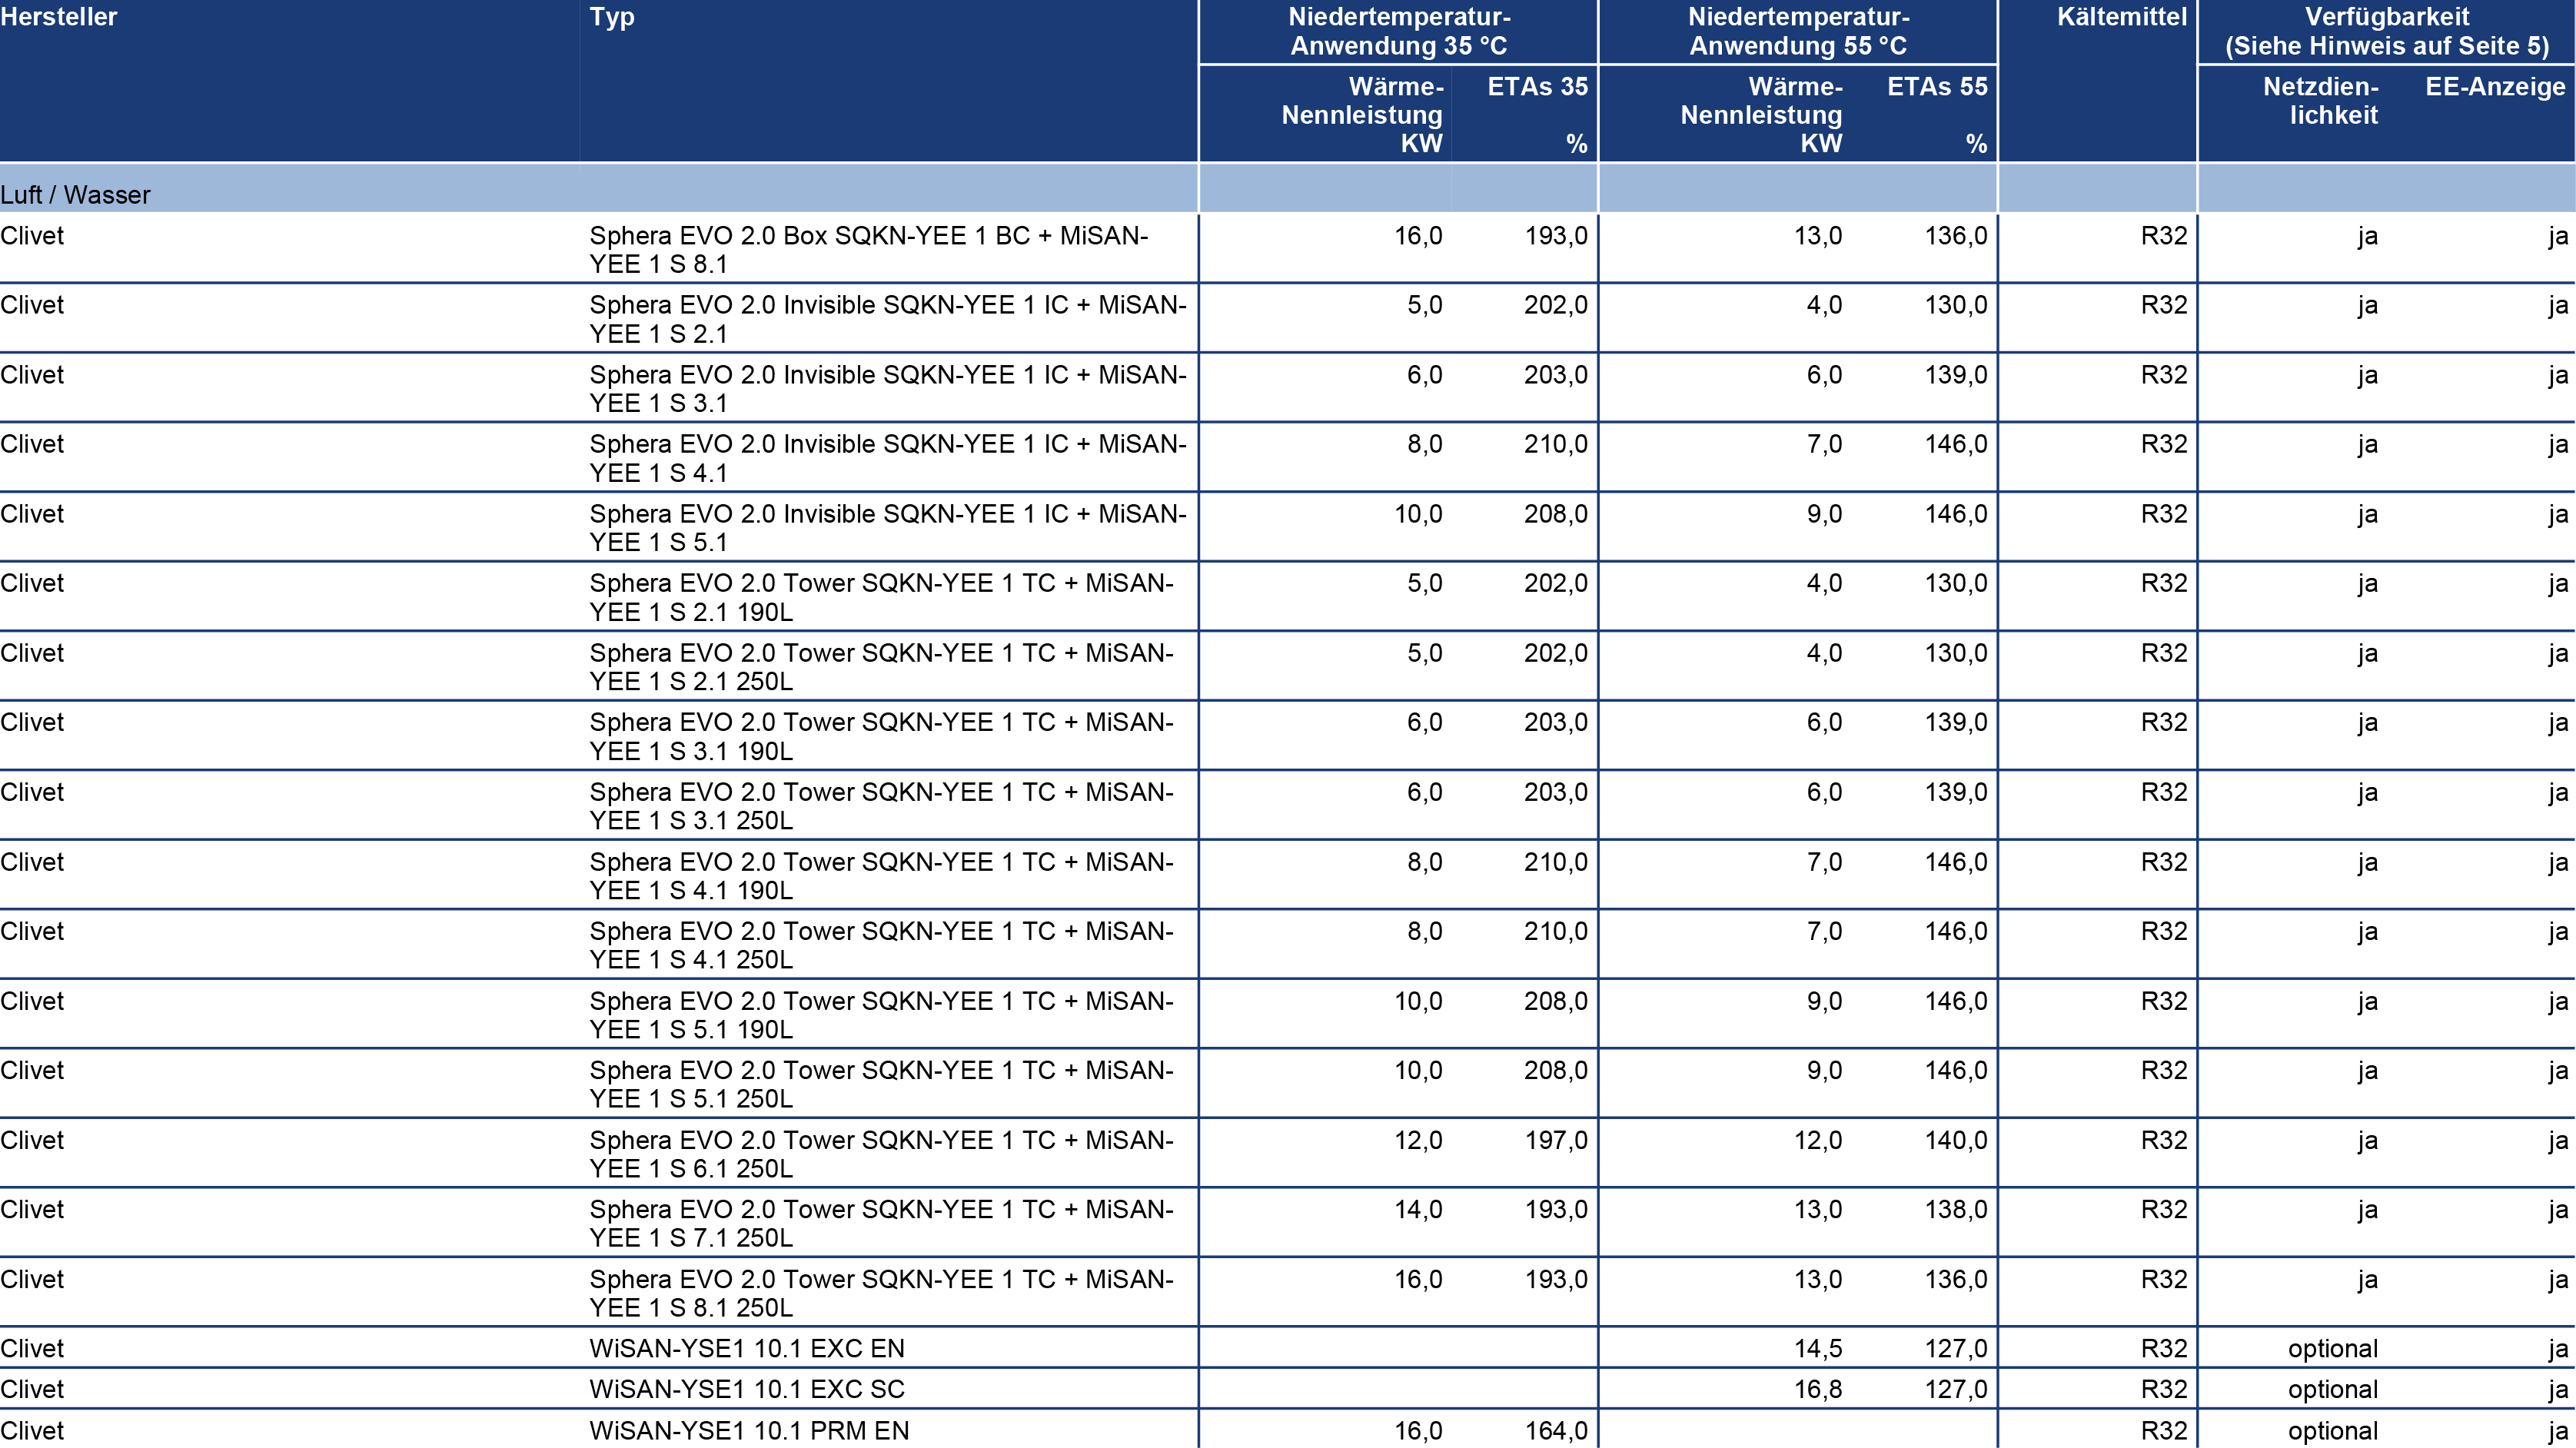 Hersteller Typ Niedertemperatur- Niedertemperatur- Kältemittel Verfügbarkeit
Anwendung 35 °C Anwendung 55 °C (Siehe Hinweis auf Seite 5)
Wärme- ETAs 35 Wärme- ETAs 55 Netzdien- EE-Anzeige
Nennleistung Nennleistung lichkeit
KW % KW %
Luft / Wasser
Clivet Sphera EVO 2.0 Box SQKN-YEE 1 BC + MiSAN- 16,0 193,0 13,0 136,0 R32 ja ja
YEE 1 S 8.1
Clivet Sphera EVO 2.0 Invisible SQKN-YEE 1 IC + MiSAN- 5,0 202,0 4,0 130,0 R32 ja ja
YEE 1 S 2.1
Clivet Sphera EVO 2.0 Invisible SQKN-YEE 1 IC + MiSAN- 6,0 203,0 6,0 139,0 R32 ja ja
YEE 1 S 3.1
Clivet Sphera EVO 2.0 Invisible SQKN-YEE 1 IC + MiSAN- 8,0 210,0 7,0 146,0 R32 ja ja
YEE 1 S 4.1
Clivet Sphera EVO 2.0 Invisible SQKN-YEE 1 IC + MiSAN- 10,0 208,0 9,0 146,0 R32 ja ja
YEE 1 S 5.1
Clivet Sphera EVO 2.0 Tower SQKN-YEE 1 TC + MiSAN- 5,0 202,0 4,0 130,0 R32 ja ja
YEE 1 S 2.1 190L
Clivet Sphera EVO 2.0 Tower SQKN-YEE 1 TC + MiSAN- 5,0 202,0 4,0 130,0 R32 ja ja
YEE 1 S 2.1 250L
Clivet Sphera EVO 2.0 Tower SQKN-YEE 1 TC + MiSAN- 6,0 203,0 6,0 139,0 R32 ja ja
YEE 1 S 3.1 190L
Clivet Sphera EVO 2.0 Tower SQKN-YEE 1 TC + MiSAN- 6,0 203,0 6,0 139,0 R32 ja ja
YEE 1 S 3.1 250L
Clivet Sphera EVO 2.0 Tower SQKN-YEE 1 TC + MiSAN- 8,0 210,0 7,0 146,0 R32 ja ja
YEE 1 S 4.1 190L
Clivet Sphera EVO 2.0 Tower SQKN-YEE 1 TC + MiSAN- 8,0 210,0 7,0 146,0 R32 ja ja
YEE 1 S 4.1 250L
Clivet Sphera EVO 2.0 Tower SQKN-YEE 1 TC + MiSAN- 10,0 208,0 9,0 146,0 R32 ja ja
YEE 1 S 5.1 190L
Clivet Sphera EVO 2.0 Tower SQKN-YEE 1 TC + MiSAN- 10,0 208,0 9,0 146,0 R32 ja ja
YEE 1 S 5.1 250L
Clivet Sphera EVO 2.0 Tower SQKN-YEE 1 TC + MiSAN- 12,0 197,0 12,0 140,0 R32 ja ja
YEE 1 S 6.1 250L
Clivet Sphera EVO 2.0 Tower SQKN-YEE 1 TC + MiSAN- 14,0 193,0 13,0 138,0 R32 ja ja
YEE 1 S 7.1 250L
Clivet Sphera EVO 2.0 Tower SQKN-YEE 1 TC + MiSAN- 16,0 193,0 13,0 136,0 R32 ja ja
YEE 1 S 8.1 250L
Clivet WiSAN-YSE1 10.1 EXC EN 14,5 127,0 R32 optional ja
Clivet WiSAN-YSE1 10.1 EXC SC 16,8 127,0 R32 optional ja
Clivet WiSAN-YSE1 10.1 PRM EN 16,0 164,0 R32 optional ja